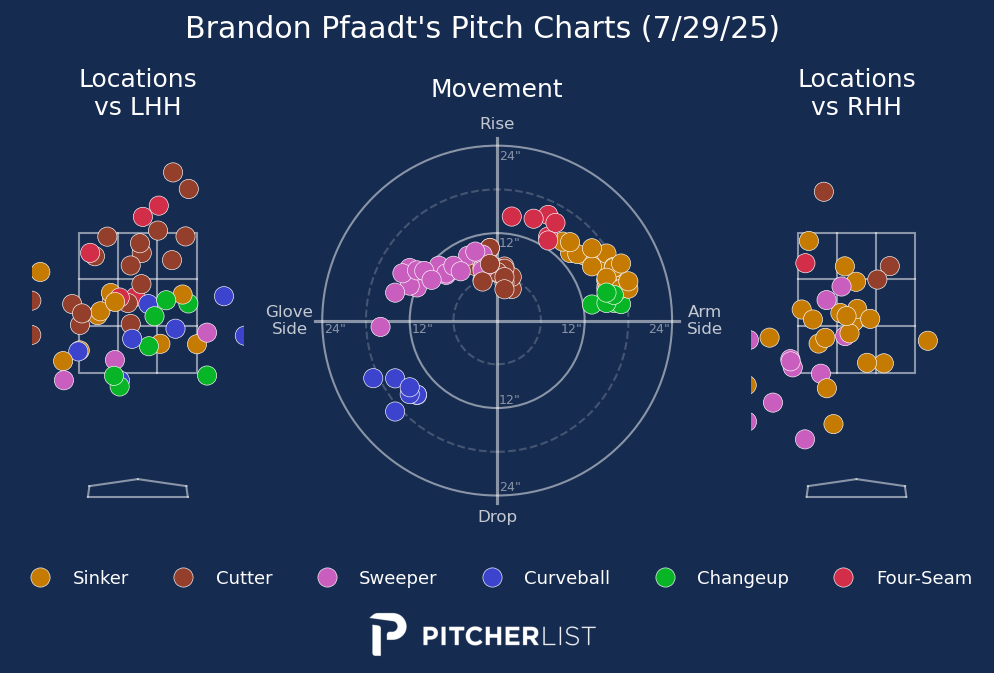 Brandon Pfaadt's Pitch Charts (7/29/25)
Locations
vs LHH
Movement
Locations
vs RHH
Rise
24"
12"
Glove
Side
24"
12"
12"
24"
Arm
Side
12"
24"
Drop
Sinker
Cutter
Sweeper
Curveball
Changeup
Four-Seam
PITCHERLIST